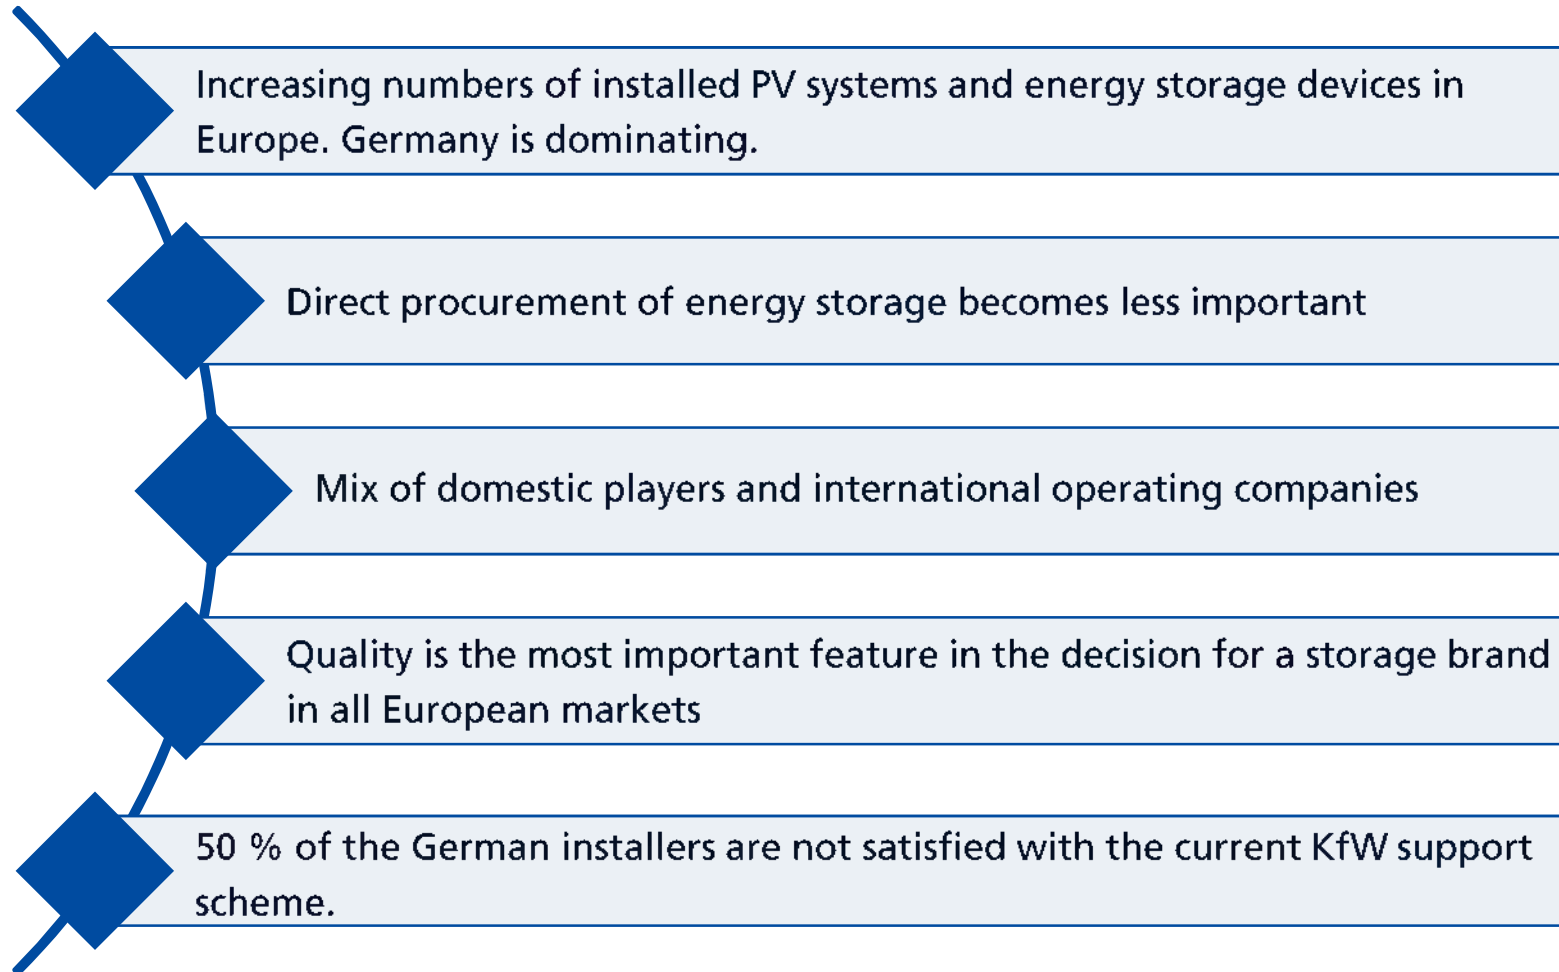 Increasing numbers of installed PV systems and energy storage devices in
Europe. Germany is dominating.
Direct procurement of energy storage becomes less important
Mix of domestic players and international operating companies
Quality is the most important feature in the decision for a storage brand
in all European markets
50 % of the German installers are not satisfied with the current KfW support
scheme.